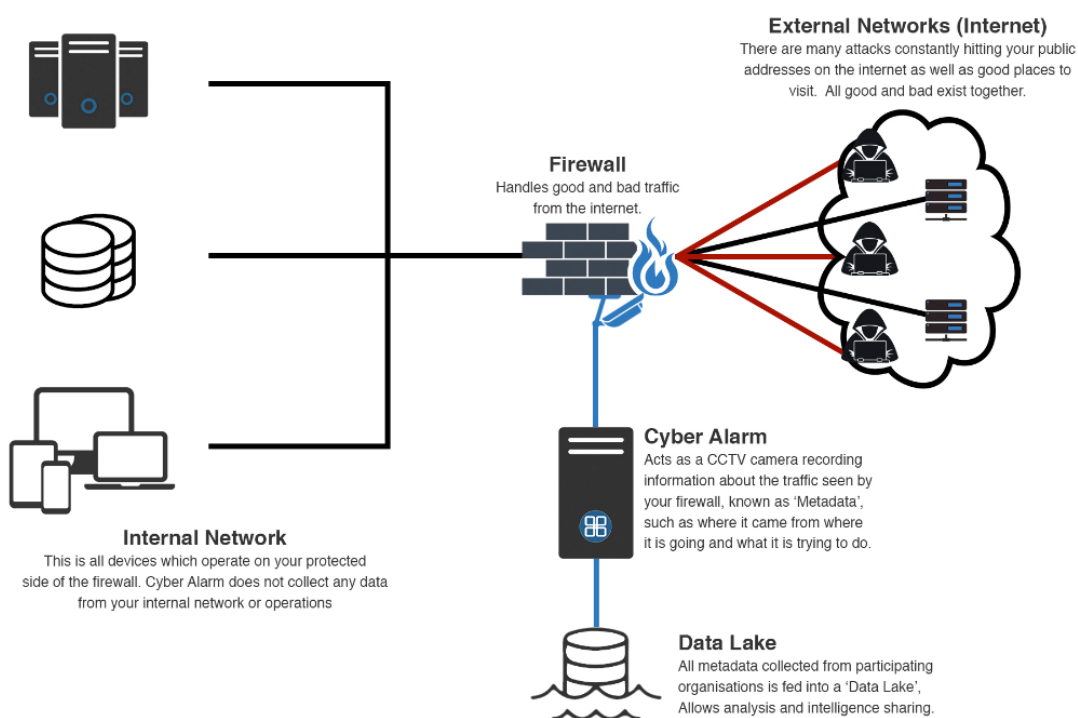 External Networks (Internet)
There are many attacks constantly hitting your public
addresses on the internet as well as good places to
visit.  All good and bad exist together.
Firewall
Handles good and bad traffic
from the internet.
Cyber Alarm
Acts as a CCTV camera recording
information about the traffic seen by
your firewall, known as ‘Metadata’,
such as where it came from where
it is going and what it is trying to do.
Internal Network
This is all devices which operate on your protected
side of the firewall. Cyber Alarm does not collect any data
from your internal network or operations
Data Lake
All metadata collected from participating
organisations is fed into a ‘Data Lake’,
Allows analysis and intelligence sharing.